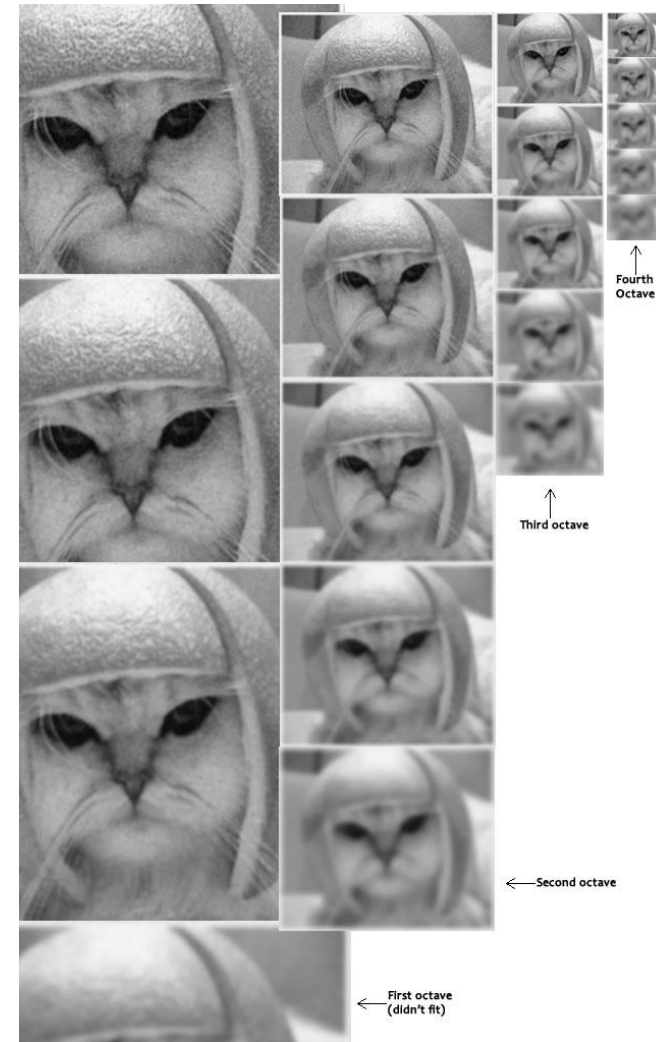 Fourth
Octave
Third octave
Second octave
First octave
(didn't fit)